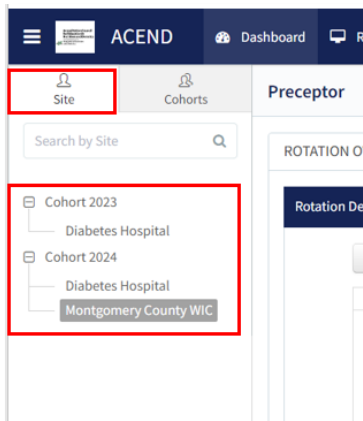 ACEND Dashboard
Site Cohorts Preceptor
Search by Site
ROTATION
Rotation
Cohort 2023
Diabetes Hospital
Cohort 2024
Diabetes Hospital
Montgomery County WIC